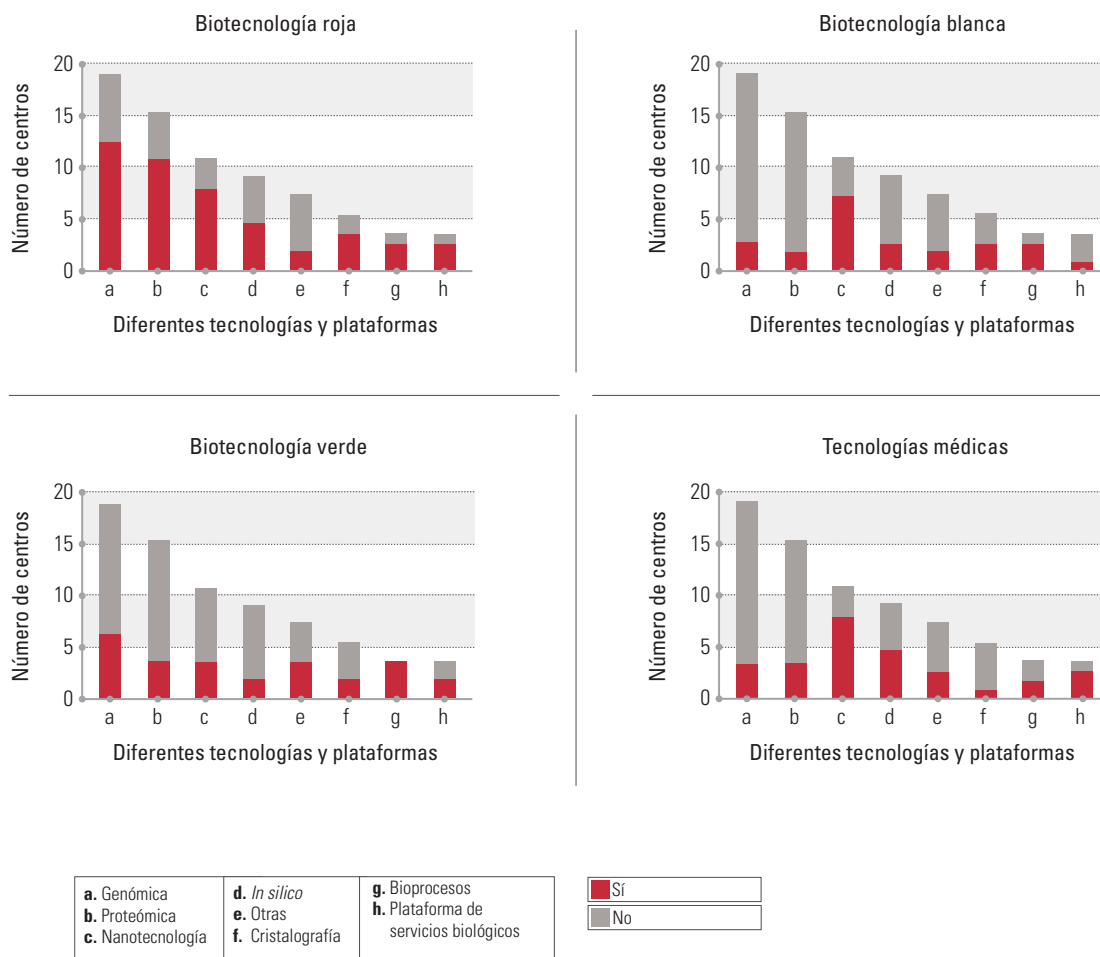 Biotecnología roja
Número de centros
20
15
10
5
0
a b c d e f g h
Diferentes tecnologías y plataformas
Biotecnología blanca
Número de centros
20
15
10
5
0
a b c d e f g h
Diferentes tecnologías y plataformas
Biotecnología verde
Número de centros
20
15
10
5
0
a b c d e f g h
Diferentes tecnologías y plataformas
Tecnologías médicas
Número de centros
20
15
10
5
0
a b c d e f g h
Diferentes tecnologías y plataformas
a. Genómica
b. Proteómica
c. Nanotecnología
d. In silico
e. Otras
f. Cristalografía
g. Bioprocesos
h. Plataforma de
servicios biológicos
Sí
No